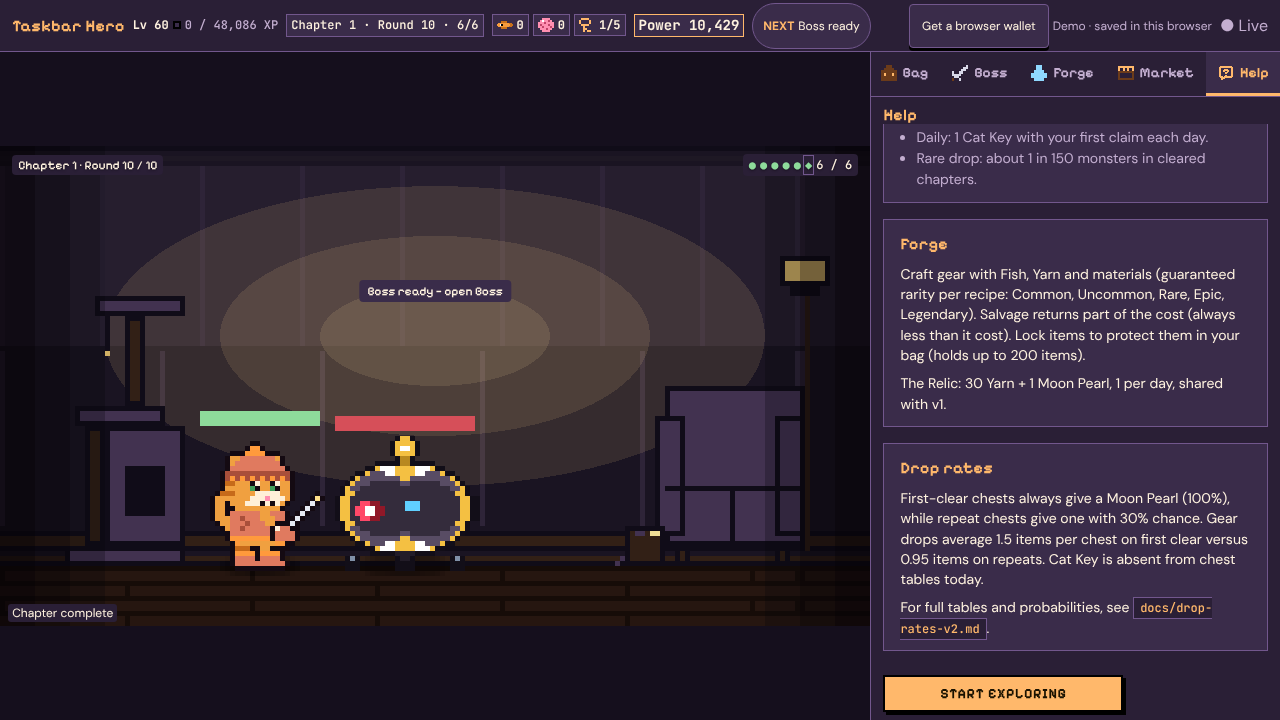 Taskbar Hero Lv 60 0 / 48,086 XP Chapter 1 · Round 10 · 6/6 0 0 1/5 Power 10,429 NEXT Boss ready Get a browser wallet Demo · saved in this browser Live
Bag Boss Forge Market Help
Help
Daily: 1 Cat Key with your first claim each day.
Rare drop: about 1 in 150 monsters in cleared
chapters.
Chapter 1 · Round 10 / 10
6 / 6
Boss ready – open Boss
Chapter complete
Forge
Craft gear with Fish, Yarn and materials (guaranteed
rarity per recipe: Common, Uncommon, Rare, Epic,
Legendary). Salvage returns part of the cost (always
less than it cost). Lock items to protect them in your
bag (holds up to 200 items).
The Relic: 30 Yarn + 1 Moon Pearl, 1 per day, shared
with v1.
Drop rates
First-clear chests always give a Moon Pearl (100%),
while repeat chests give one with 30% chance. Gear
drops average 1.5 items per chest on first clear versus
0.95 items on repeats. Cat Key is absent from chest
tables today.
For full tables and probabilities, see docs/drop-
rates-v2.md .
START EXPLORING